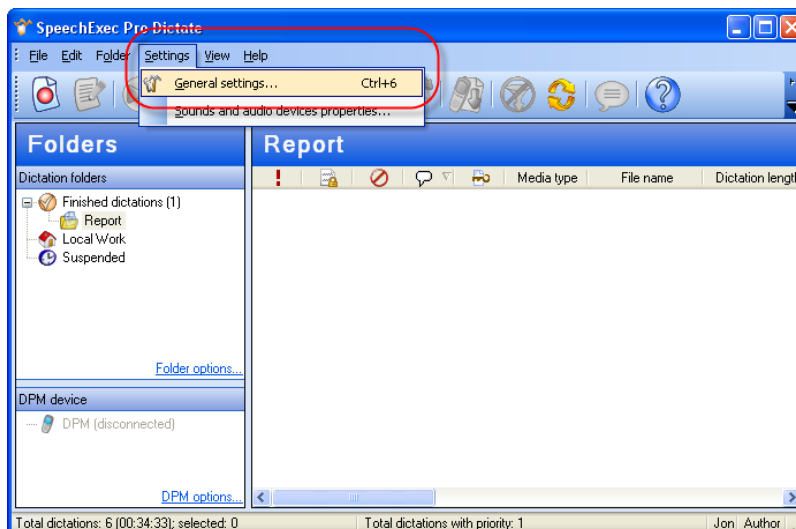 SpeechExec Pro Dictate
File Edit Folder Settings View Help
General settings... Ctrl+6
Sounds and audio devices properties...
Folders
Report
Dictation folders
Media type File name Dictation length
Finished dictations (1)
Report
Local Work
Suspended
Folder options...
DPM device
DPM (disconnected)
DPM options...
Total dictations: 6 (00:34:33); selected: 0 Total dictations with priority: 1 Jon Author